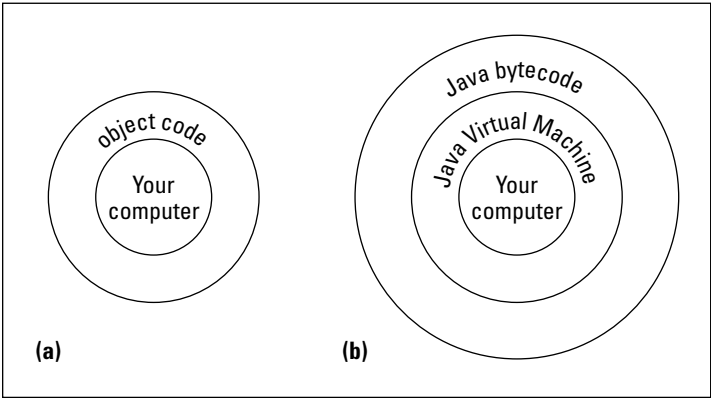 object code
Your
computer
(a)
Java bytecode
Java Virtual Machine
Your
computer
(b)